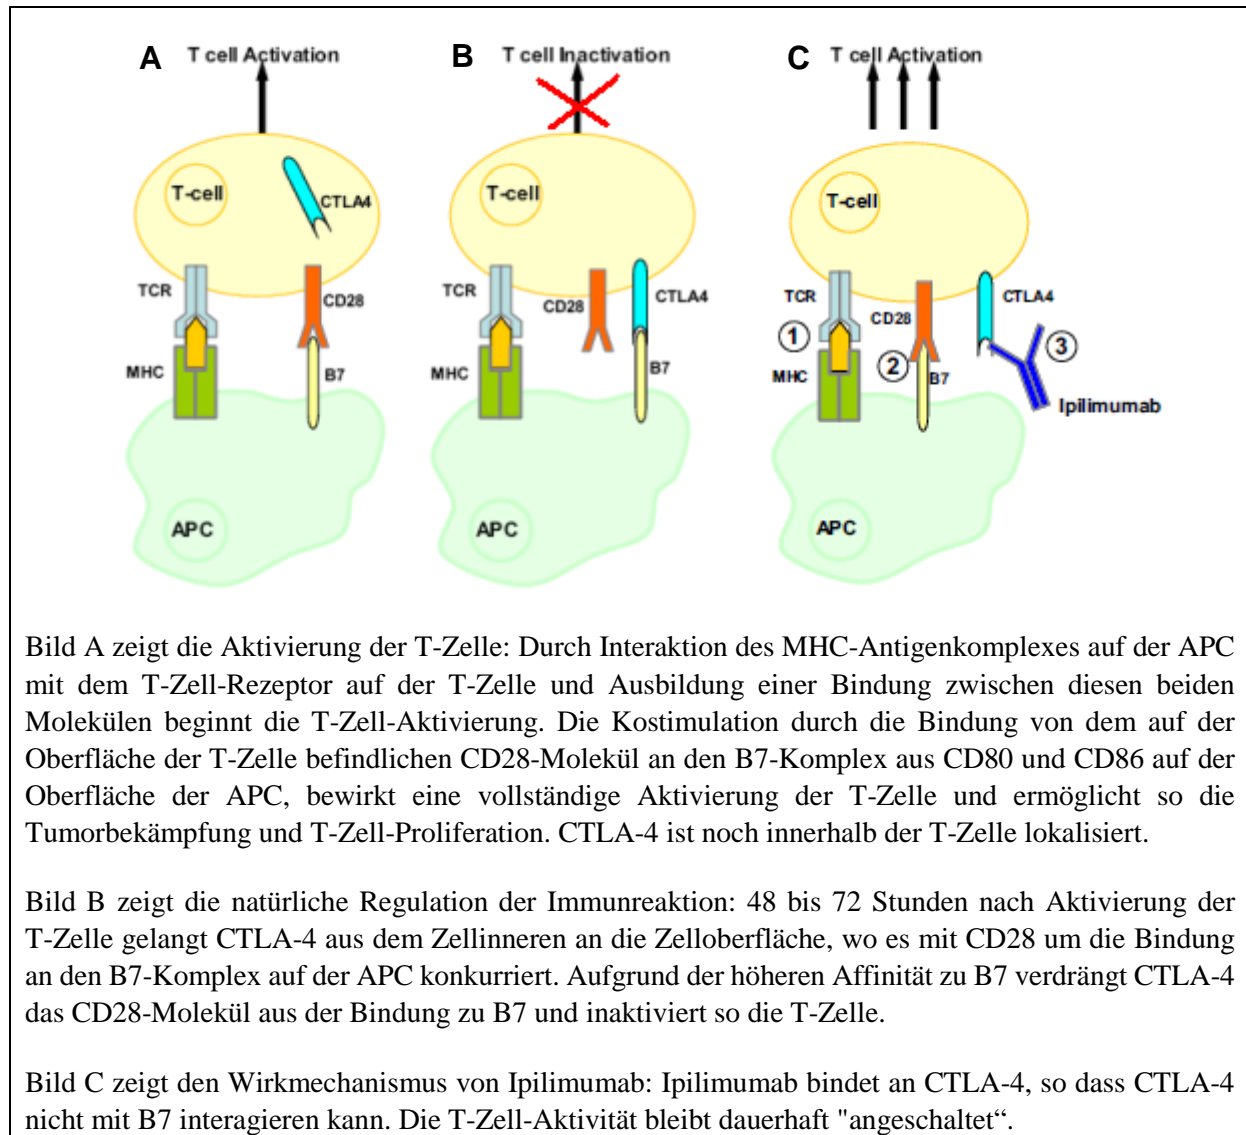 A T cell Activation
B T cell Inactivation
C T cell Activation
T-cell
CTLA4
TCR
CD28
MHC
B7
APC
T-cell
TCR
CD28
CTLA4
MHC
B7
APC
T-cell
TCR
CD28
CTLA4
1
2
3
MHC
B7
Ipilimumab
APC
Bild A zeigt die Aktivierung der T-Zelle: Durch Interaktion des MHC-Antigenkomplexes auf der APC
mit dem T-Zell-Rezeptor auf der T-Zelle und Ausbildung einer Bindung zwischen diesen beiden
Molekülen beginnt die T-Zell-Aktivierung. Die Kostimulation durch die Bindung von dem auf der
Oberfläche der T-Zelle befindlichen CD28-Molekül an den B7-Komplex aus CD80 und CD86 auf der
Oberfläche der APC, bewirkt eine vollständige Aktivierung der T-Zelle und ermöglicht so die
Tumorbekämpfung und T-Zell-Proliferation. CTLA-4 ist noch innerhalb der T-Zelle lokalisiert.
Bild B zeigt die natürliche Regulation der Immunreaktion: 48 bis 72 Stunden nach Aktivierung der
T-Zelle gelangt CTLA-4 aus dem Zellinneren an die Zelloberfläche, wo es mit CD28 um die Bindung
an den B7-Komplex auf der APC konkurriert. Aufgrund der höheren Affinität zu B7 verdrängt CTLA-4
das CD28-Molekül aus der Bindung zu B7 und inaktiviert so die T-Zelle.
Bild C zeigt den Wirkmechanismus von Ipilimumab: Ipilimumab bindet an CTLA-4, so dass CTLA-4
nicht mit B7 interagieren kann. Die T-Zell-Aktivität bleibt dauerhaft "angeschaltet“.